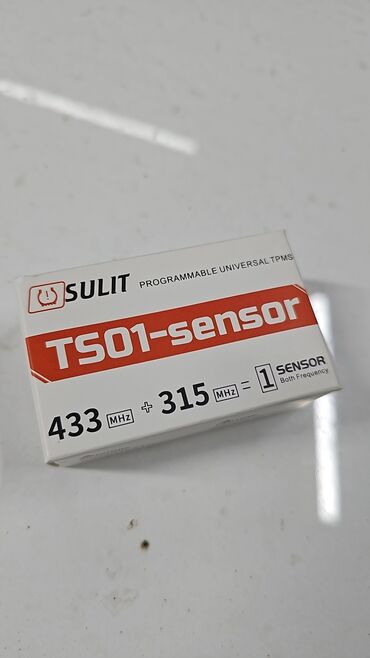 SULIT PROGRAMMABLE UNIVERSAL TPMS
TS01-sensor
433 MHz + 315 MHz = 1 SENSOR
Both Frequency